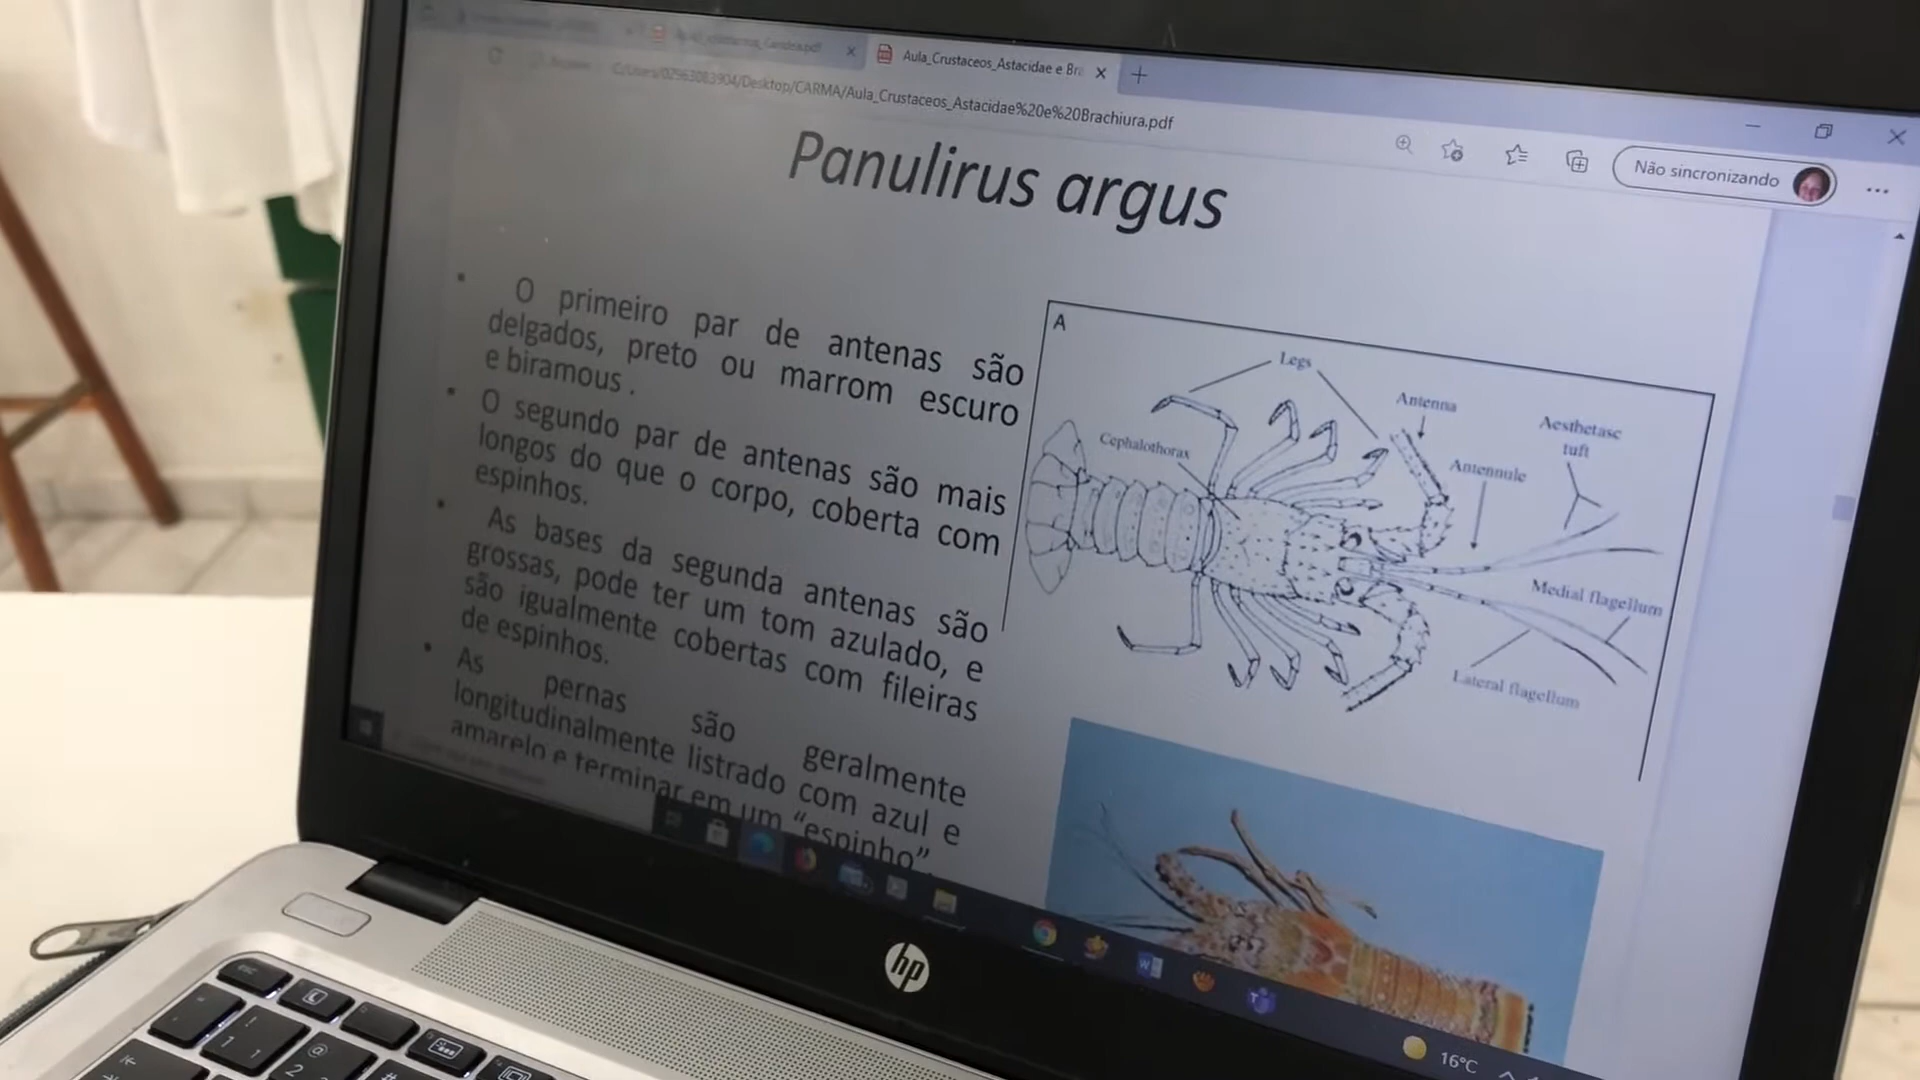 Aula_Crustaceos_Astacidae e Bra
C:/Users/02963083904/Desktop/CARMA/Aula_Crustaceos_Astacidae%20e%20Brachiura.pdf
Não sincronizando
Panulirus argus
O primeiro par de antenas são
delgados, preto ou marrom escuro
e biramous .
O segundo par de antenas são mais
longos do que o corpo, coberta com
espinhos.
As bases da segunda antenas são
grossas, pode ter um tom azulado, e
são igualmente cobertas com fileiras
de espinhos.
As pernas são geralmente
longitudinalmente listrado com azul e
amarelo e terminar em um “espinho”.
A
Legs
Antenna
Aesthetasc
tuft
Cephalothorax
Antennule
Medial flagellum
Lateral flagellum
16°C
hp
esc
!
1
@
2
#